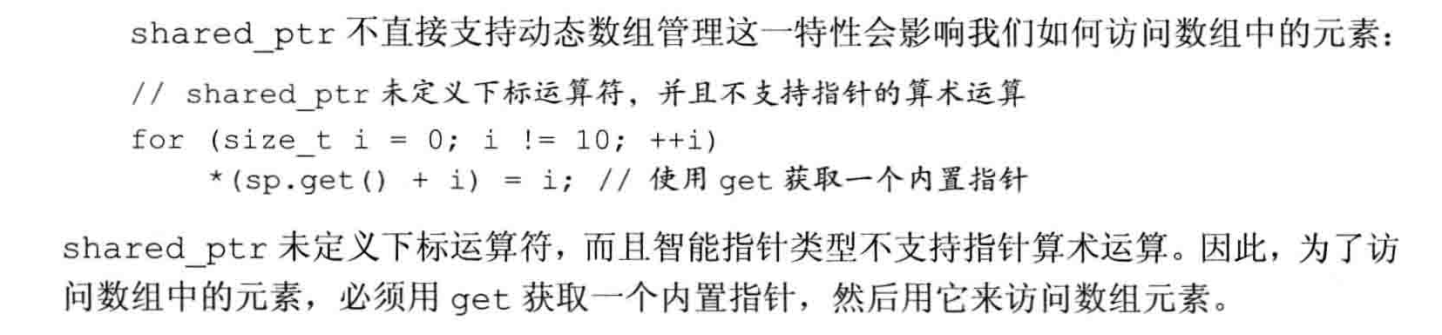 shared_ptr 不直接支持动态数组管理这一特性会影响我们如何访问数组中的元素：
// shared_ptr 未定义下标运算符，并且不支持指针的算术运算
for (size_t i = 0; i != 10; ++i)
*(sp.get() + i) = i; // 使用 get 获取一个内置指针
shared_ptr 未定义下标运算符，而且智能指针类型不支持指针算术运算。因此，为了访
问数组中的元素，必须用 get 获取一个内置指针，然后用它来访问数组元素。